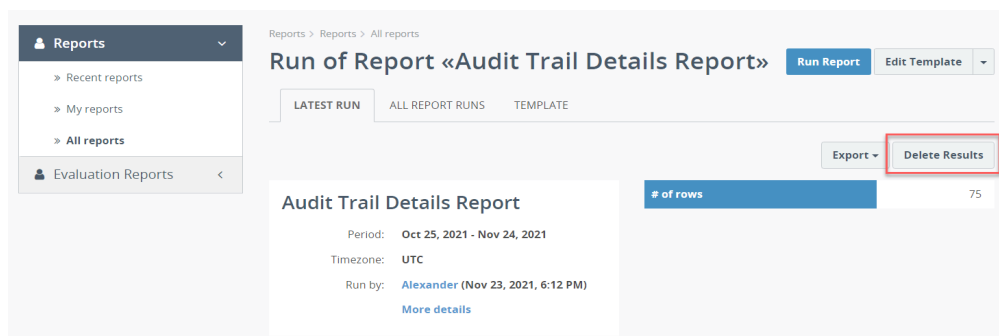 Reports
» Recent reports
» My reports
» All reports
Evaluation Reports
Reports > Reports > All reports
Run of Report «Audit Trail Details Report»
Run Report
Edit Template
LATEST RUN
ALL REPORT RUNS
TEMPLATE
Export
Delete Results
Audit Trail Details Report
Period: Oct 25, 2021 - Nov 24, 2021
Timezone: UTC
Run by: Alexander (Nov 23, 2021, 6:12 PM)
More details
# of rows 75